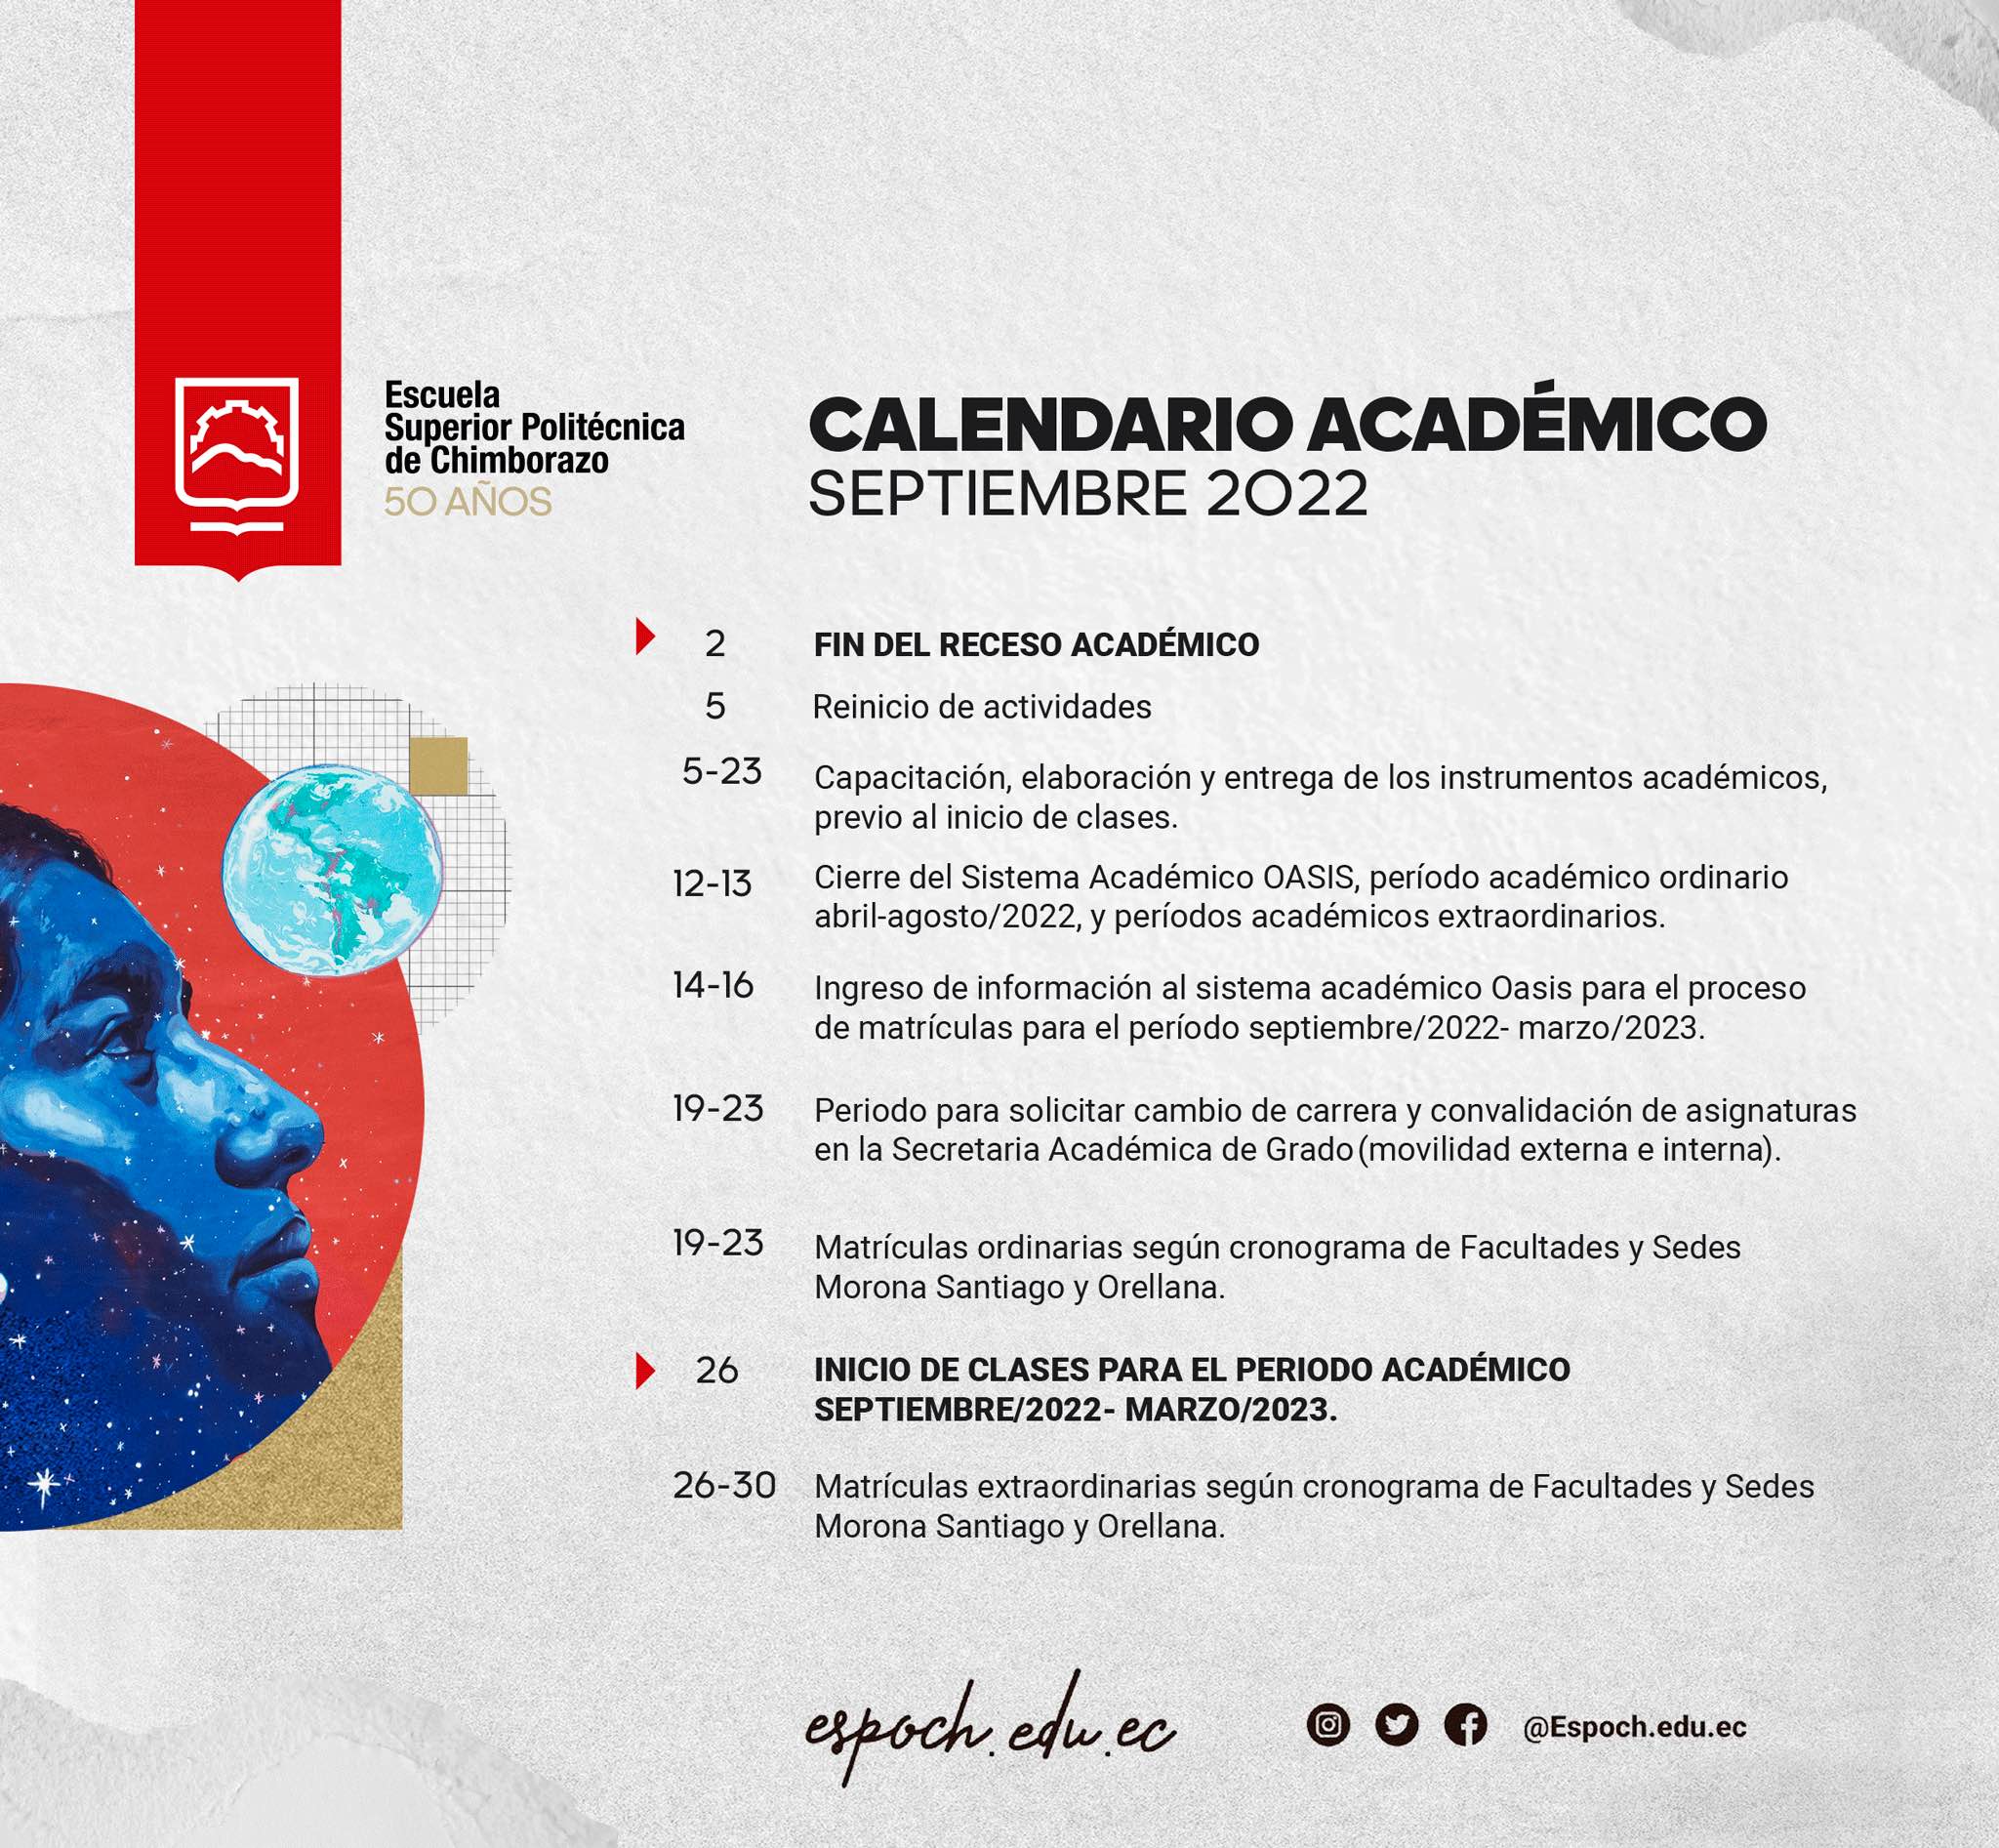 Escuela
Superior Politécnica
de Chimborazo
50 AÑOS
CALENDARIO ACADÉMICO
SEPTIEMBRE 2022
2 FIN DEL RECESO ACADÉMICO
5 Reinicio de actividades
5-23 Capacitación, elaboración y entrega de los instrumentos académicos,
previo al inicio de clases.
12-13 Cierre del Sistema Académico OASIS, período académico ordinario
abril-agosto/2022, y períodos académicos extraordinarios.
14-16 Ingreso de información al sistema académico Oasis para el proceso
de matrículas para el período septiembre/2022- marzo/2023.
19-23 Periodo para solicitar cambio de carrera y convalidación de asignaturas
en la Secretaria Académica de Grado (movilidad externa e interna).
19-23 Matrículas ordinarias según cronograma de Facultades y Sedes
Morona Santiago y Orellana.
26 INICIO DE CLASES PARA EL PERIODO ACADÉMICO
SEPTIEMBRE/2022- MARZO/2023.
26-30 Matrículas extraordinarias según cronograma de Facultades y Sedes
Morona Santiago y Orellana.
espoch.edu.ec
@Espoch.edu.ec